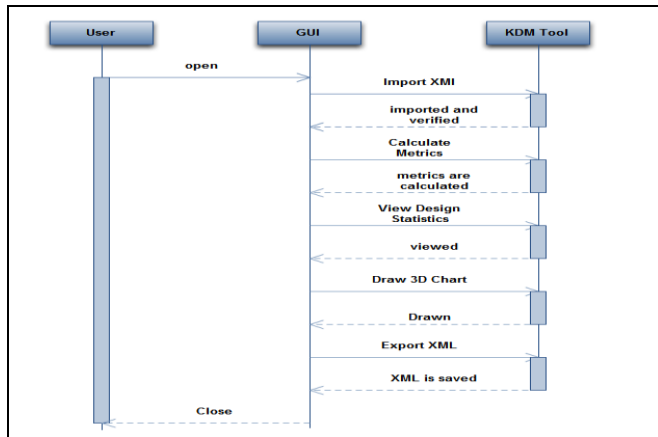 User
GUI
KDM Tool
open
Import XMI
imported and
verified
Calculate
Metrics
metrics are
calculated
View Design
Statistics
viewed
Draw 3D Chart
Drawn
Export XML
XML is saved
Close